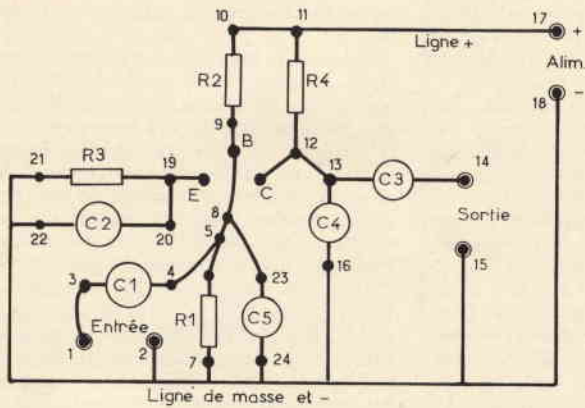 10 11 17
Ligne + +
R2 R4 Alim.
- 18
9 B 12
21 R3 19 13 14
E C C3
22 C2 20 8 C4 Sortie
5 16 15
3 C1 4 23
Entrée R1 C5
1 2 7 24
Ligne de masse et -